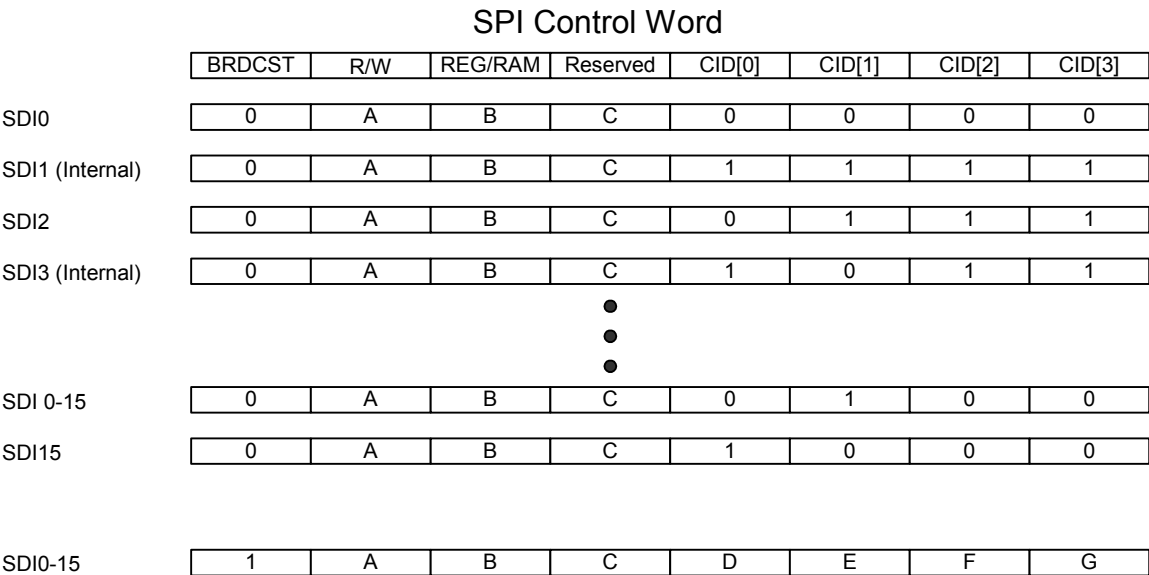 SPI Control Word
BRDCST R/W REG/RAM Reserved CID[0] CID[1] CID[2] CID[3]
SDI0 0 A B C 0 0 0 0
SDI1 (Internal) 0 A B C 1 1 1 1
SDI2 0 A B C 0 1 1 1
SDI3 (Internal) 0 A B C 1 0 1 1
SDI 0-15 0 A B C 0 1 0 0
SDI15 0 A B C 1 0 0 0
SDI0-15 1 A B C D E F G